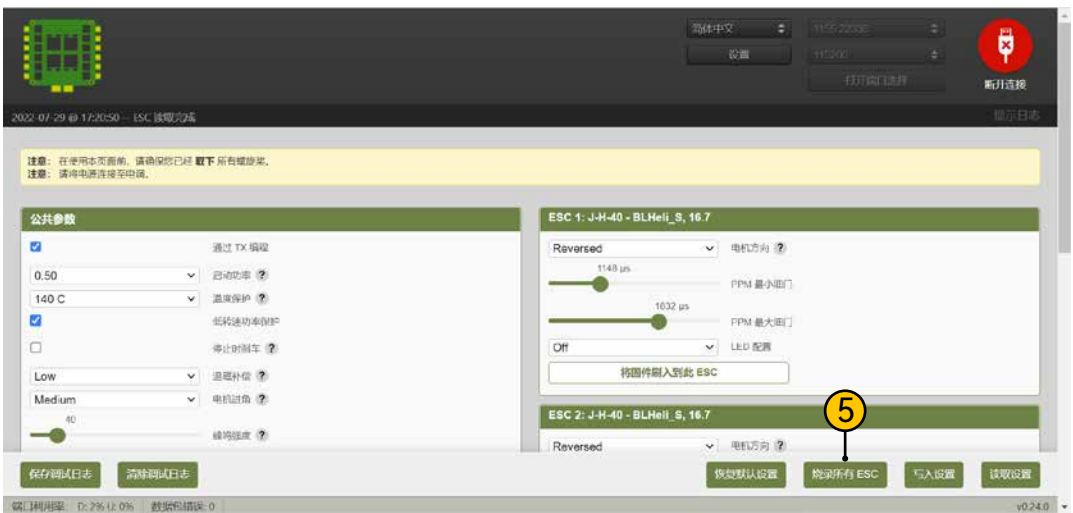 简体中文
设置
115200
打开端口选择
断开连接
2022-07-29 @ 17:20:50 -- ESC 读取完成
显示日志
注意: 在使用本页面前, 请确保您已经 取下 所有螺旋桨。
注意: 请将电源连接至电调。
公共参数
通过 TX 编程
0.50
启动功率 ?
140 C
温度保护 ?
低转速功率保护
停止时刹车 ?
Low
退磁补偿 ?
Medium
电机进角 ?
40
蜂鸣强度 ?
ESC 1: J-H-40 - BLHeli_S, 16.7
Reversed
电机方向 ?
1148 µs
PPM 最小油门
1832 µs
PPM 最大油门
Off
LED 配置
将固件刷入到此 ESC
ESC 2: J-H-40 - BLHeli_S, 16.7
Reversed
电机方向 ?
5
保存调试日志
清除调试日志
恢复默认设置
烧录所有 ESC
写入设置
读取设置
端口利用率: D: 2% U: 0%
数据包错误: 0
v0.24.0